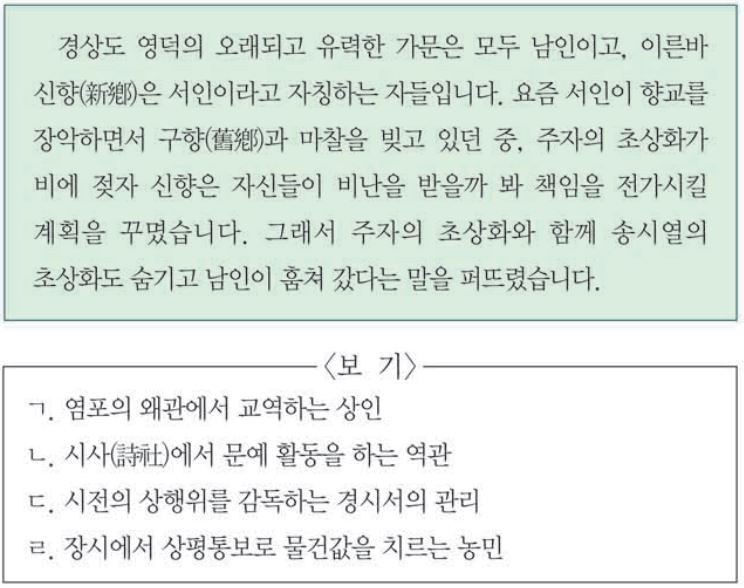 경상도 영덕의 오래되고 유력한 가문은 모두 남인이고, 이른바
신향(新鄕)은 서인이라고 자칭하는 자들입니다. 요즘 서인이 향교를
장악하면서 구향(舊鄕)과 마찰을 빚고 있던 중, 주자의 초상화가
비에 젖자 신향은 자신들이 비난을 받을까 봐 책임을 전가시킬
계획을 꾸몄습니다. 그래서 주자의 초상화와 함께 송시열의
초상화도 숨기고 남인이 훔쳐 갔다는 말을 퍼뜨렸습니다.
〈보 기〉
ㄱ. 염포의 왜관에서 교역하는 상인
ㄴ. 시사(詩社)에서 문예 활동을 하는 역관
ㄷ. 시전의 상행위를 감독하는 경시서의 관리
ㄹ. 장시에서 상평통보로 물건값을 치르는 농민